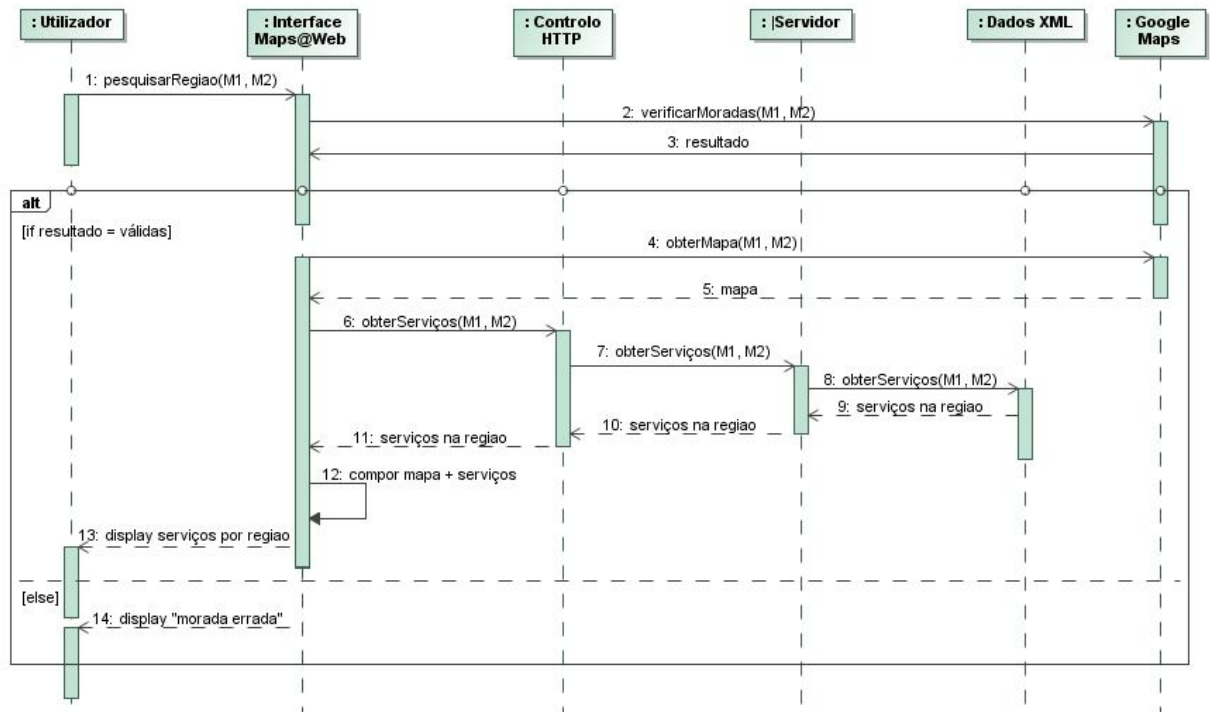 : Utilizador
: Interface
Maps@Web
: Controlo
HTTP
: |Servidor
: Dados XML
: Google
Maps
1: pesquisarRegiao(M1, M2)
2: verificarMoradas(M1, M2)
3: resultado
alt
[if resultado = válidas]
4: obterMapa(M1, M2)
5: mapa
6: obterServiços(M1, M2)
7: obterServiços(M1, M2)
8: obterServiços(M1, M2)
9: serviços na regiao
10: serviços na regiao
11: serviços na regiao
12: compor mapa + serviços
13: display serviços por regiao
[else]
14: display "morada errada"